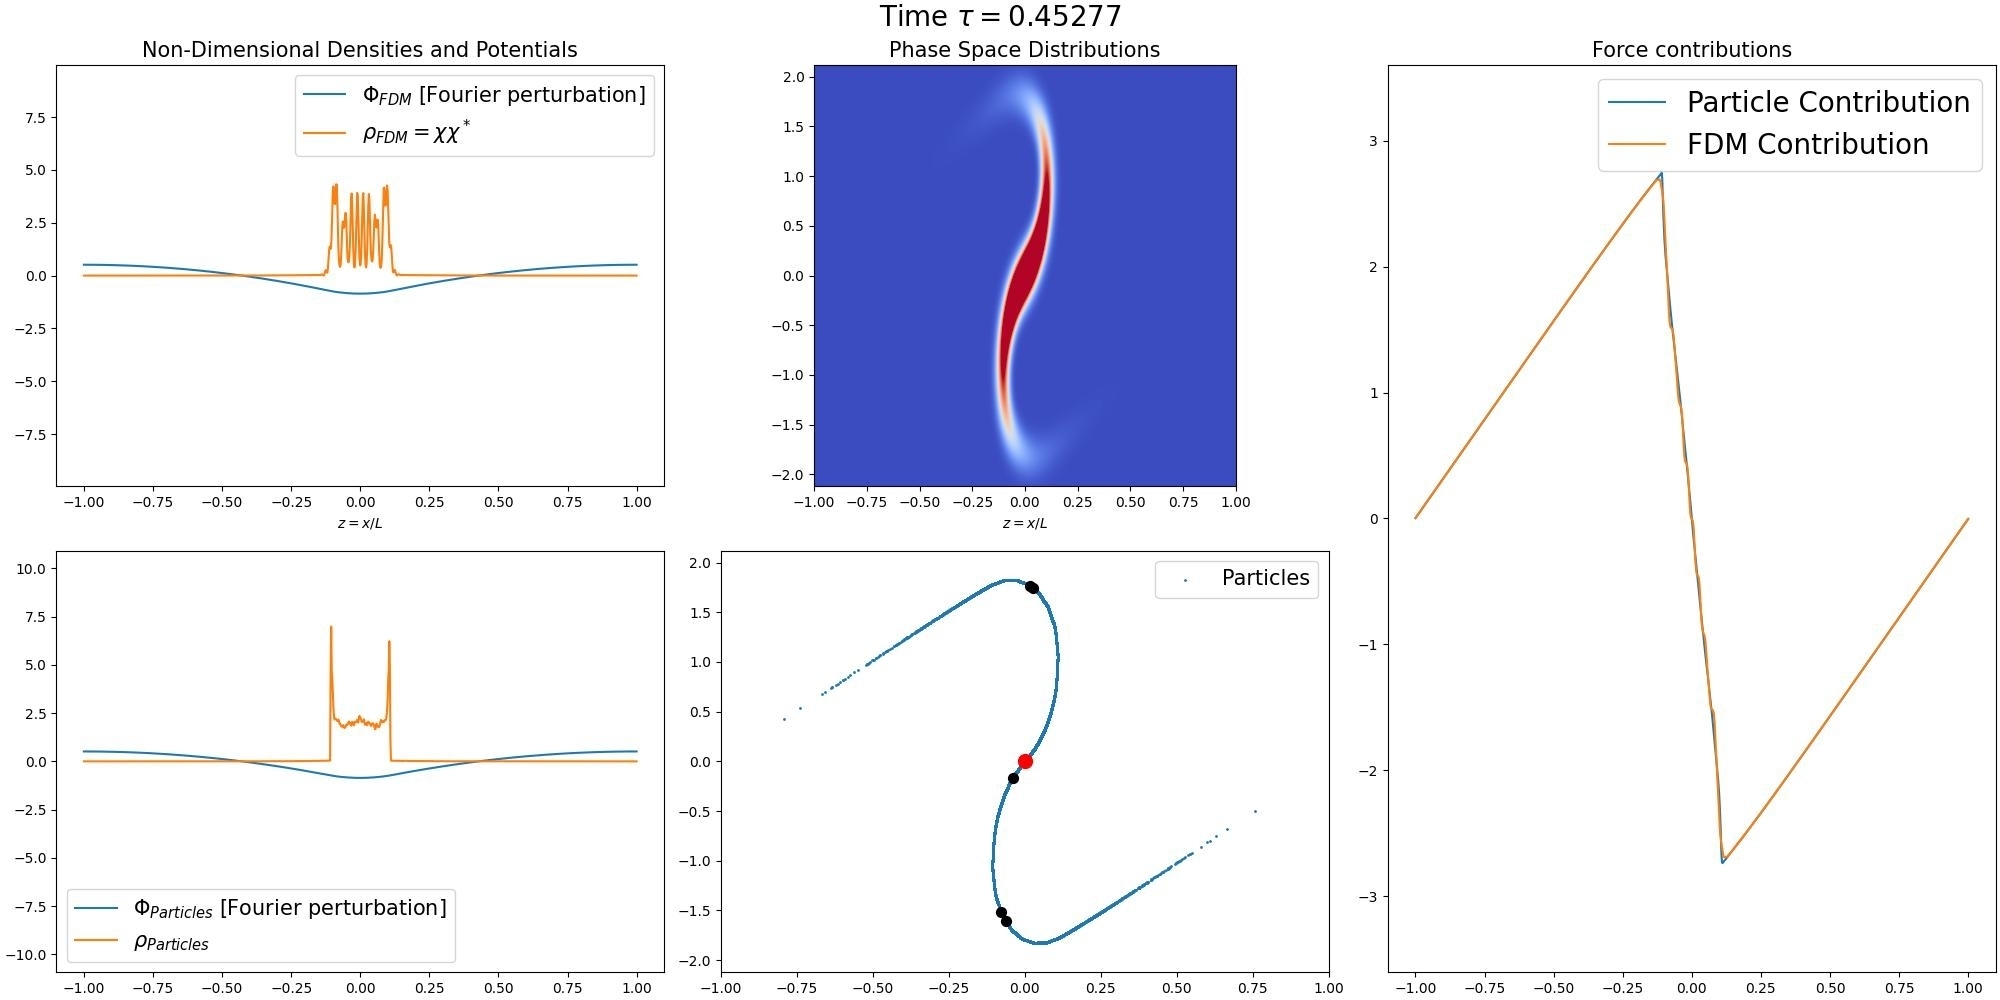 Time τ = 0.45277
Non-Dimensional Densities and Potentials
Φ_FDM [Fourier perturbation]
ρ_FDM = χχ*
7.5
5.0
2.5
0.0
−2.5
−5.0
−7.5
−1.00 −0.75 −0.50 −0.25 0.00 0.25 0.50 0.75 1.00
z = x/L
Phase Space Distributions
2.0
1.5
1.0
0.5
0.0
−0.5
−1.0
−1.5
−2.0
−1.00 −0.75 −0.50 −0.25 0.00 0.25 0.50 0.75 1.00
z = x/L
Force contributions
Particle Contribution
FDM Contribution
3
2
1
0
−1
−2
−3
−1.00 −0.75 −0.50 −0.25 0.00 0.25 0.50 0.75 1.00
10.0
7.5
5.0
2.5
0.0
−2.5
−5.0
−7.5
−10.0
Φ_Particles [Fourier perturbation]
ρ_Particles
−1.00 −0.75 −0.50 −0.25 0.00 0.25 0.50 0.75 1.00
Particles
2.0
1.5
1.0
0.5
0.0
−0.5
−1.0
−1.5
−2.0
−1.00 −0.75 −0.50 −0.25 0.00 0.25 0.50 0.75 1.00